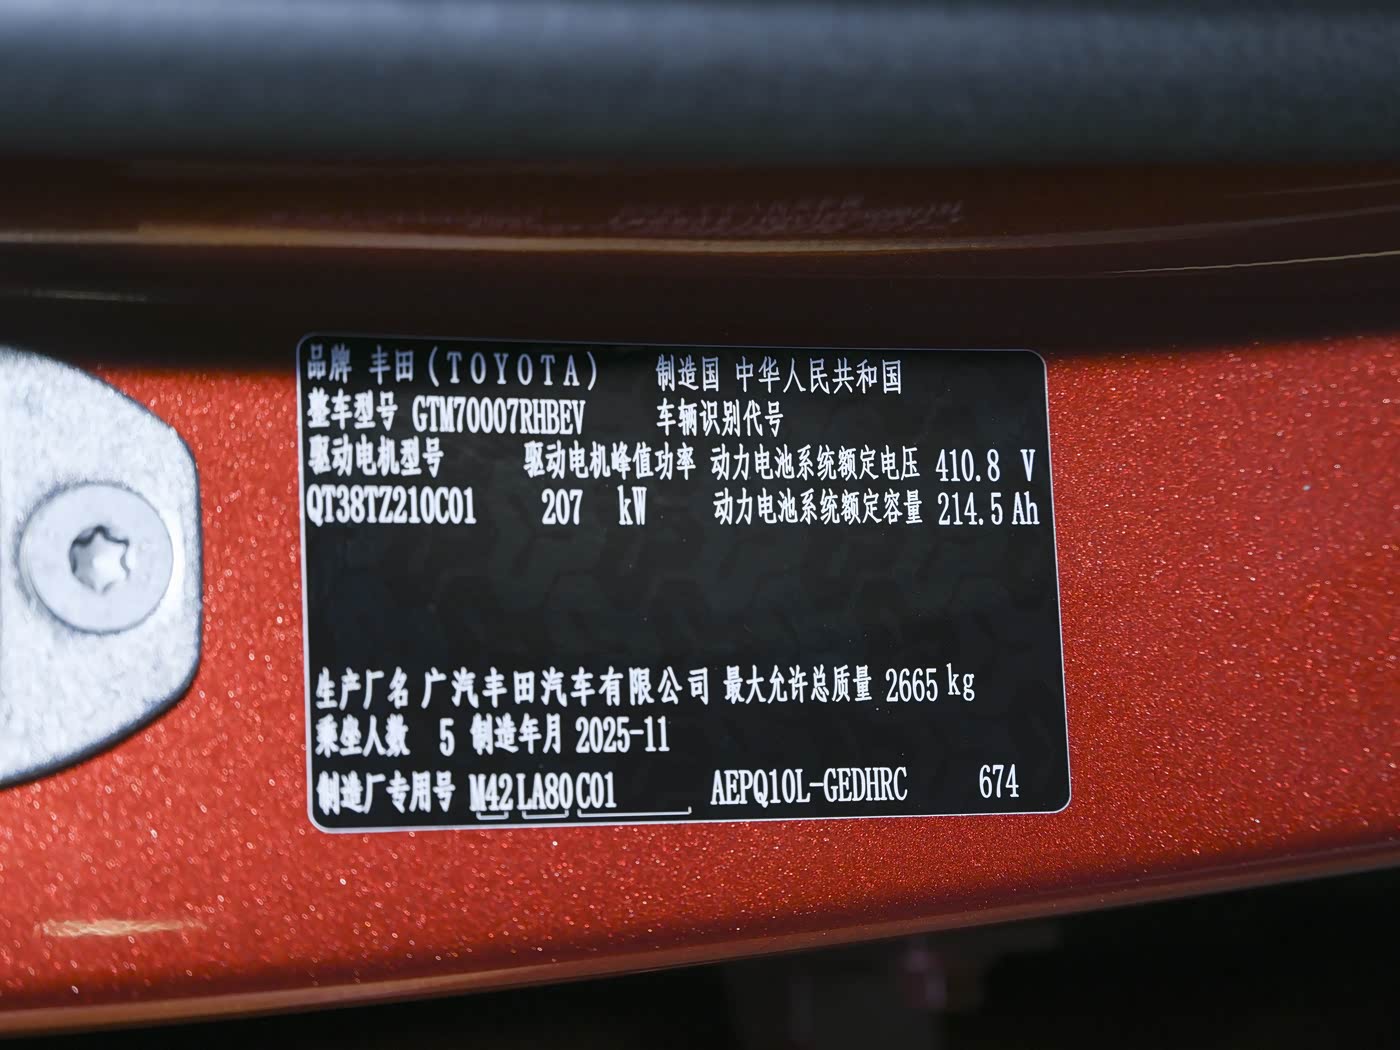 品牌 丰田(TOYOTA) 制造国 中华人民共和国
整车型号 GTM70007RHBEV 车辆识别代号
驱动电机型号 驱动电机峰值功率 动力电池系统额定电压 410.8 V
QT38TZ210C01 207 kW 动力电池系统额定容量 214.5 Ah
生产厂名 广汽丰田汽车有限公司 最大允许总质量 2665 kg
乘坐人数 5 制造年月 2025-11
制造厂专用号 M42 LA80 C01 AEPQ10L-GEDHRC 674